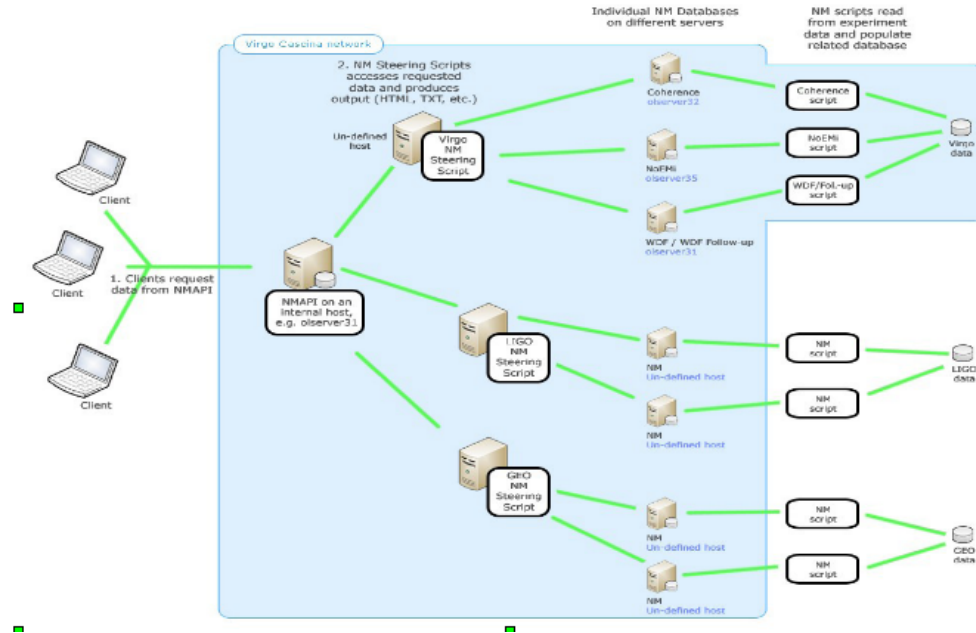 Individual NM Databases
on different servers
NM scripts read
from experiment
data and populate
related database
Virgo Cascina network
2. NM Steering Scripts
accesses requested
data and produces
output (HTML, TXT, etc.)
Un-defined
host
Virgo
NM
Steering
Script
Coherence
olserver32
Coherence
script
NoEMi
olserver35
NoEMi
script
Virgo
data
WDF / WDF Follow-up
olserver31
WDF/Fol.-up
script
Client
Client
Client
1. Clients request
data from NMAPI
NMAPI on an
internal host,
e.g. olserver31
LIGO
NM
Steering
Script
NM
Un-defined host
NM
script
NM
Un-defined host
NM
script
LIGO
data
GEO
NM
Steering
Script
NM
Un-defined host
NM
script
NM
Un-defined host
NM
script
GEO
data